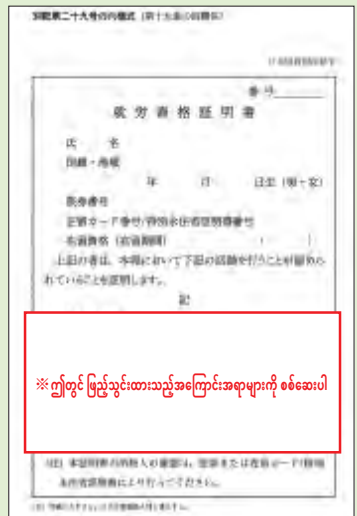 別記第二十九号の六様式（第十九条の四関係）
番号
就労資格証明書
氏 名
国籍・地域
年 月 日生（男・女）
旅券番号
在留カード番号/特別永住者証明書番号
在留資格（在留期間） （ ）
上記の者は、本邦において下記の活動を行うことが認めら
れていることを証明します。
記
※ ဤတွင် ဖြည့်သွင်းထားသည့်အကြောင်းအရာများကို စစ်ဆေးပါ
(注) 本証明書の所持人の確認は、旅券または在留カード/特別
永住者証明書により行ってください。